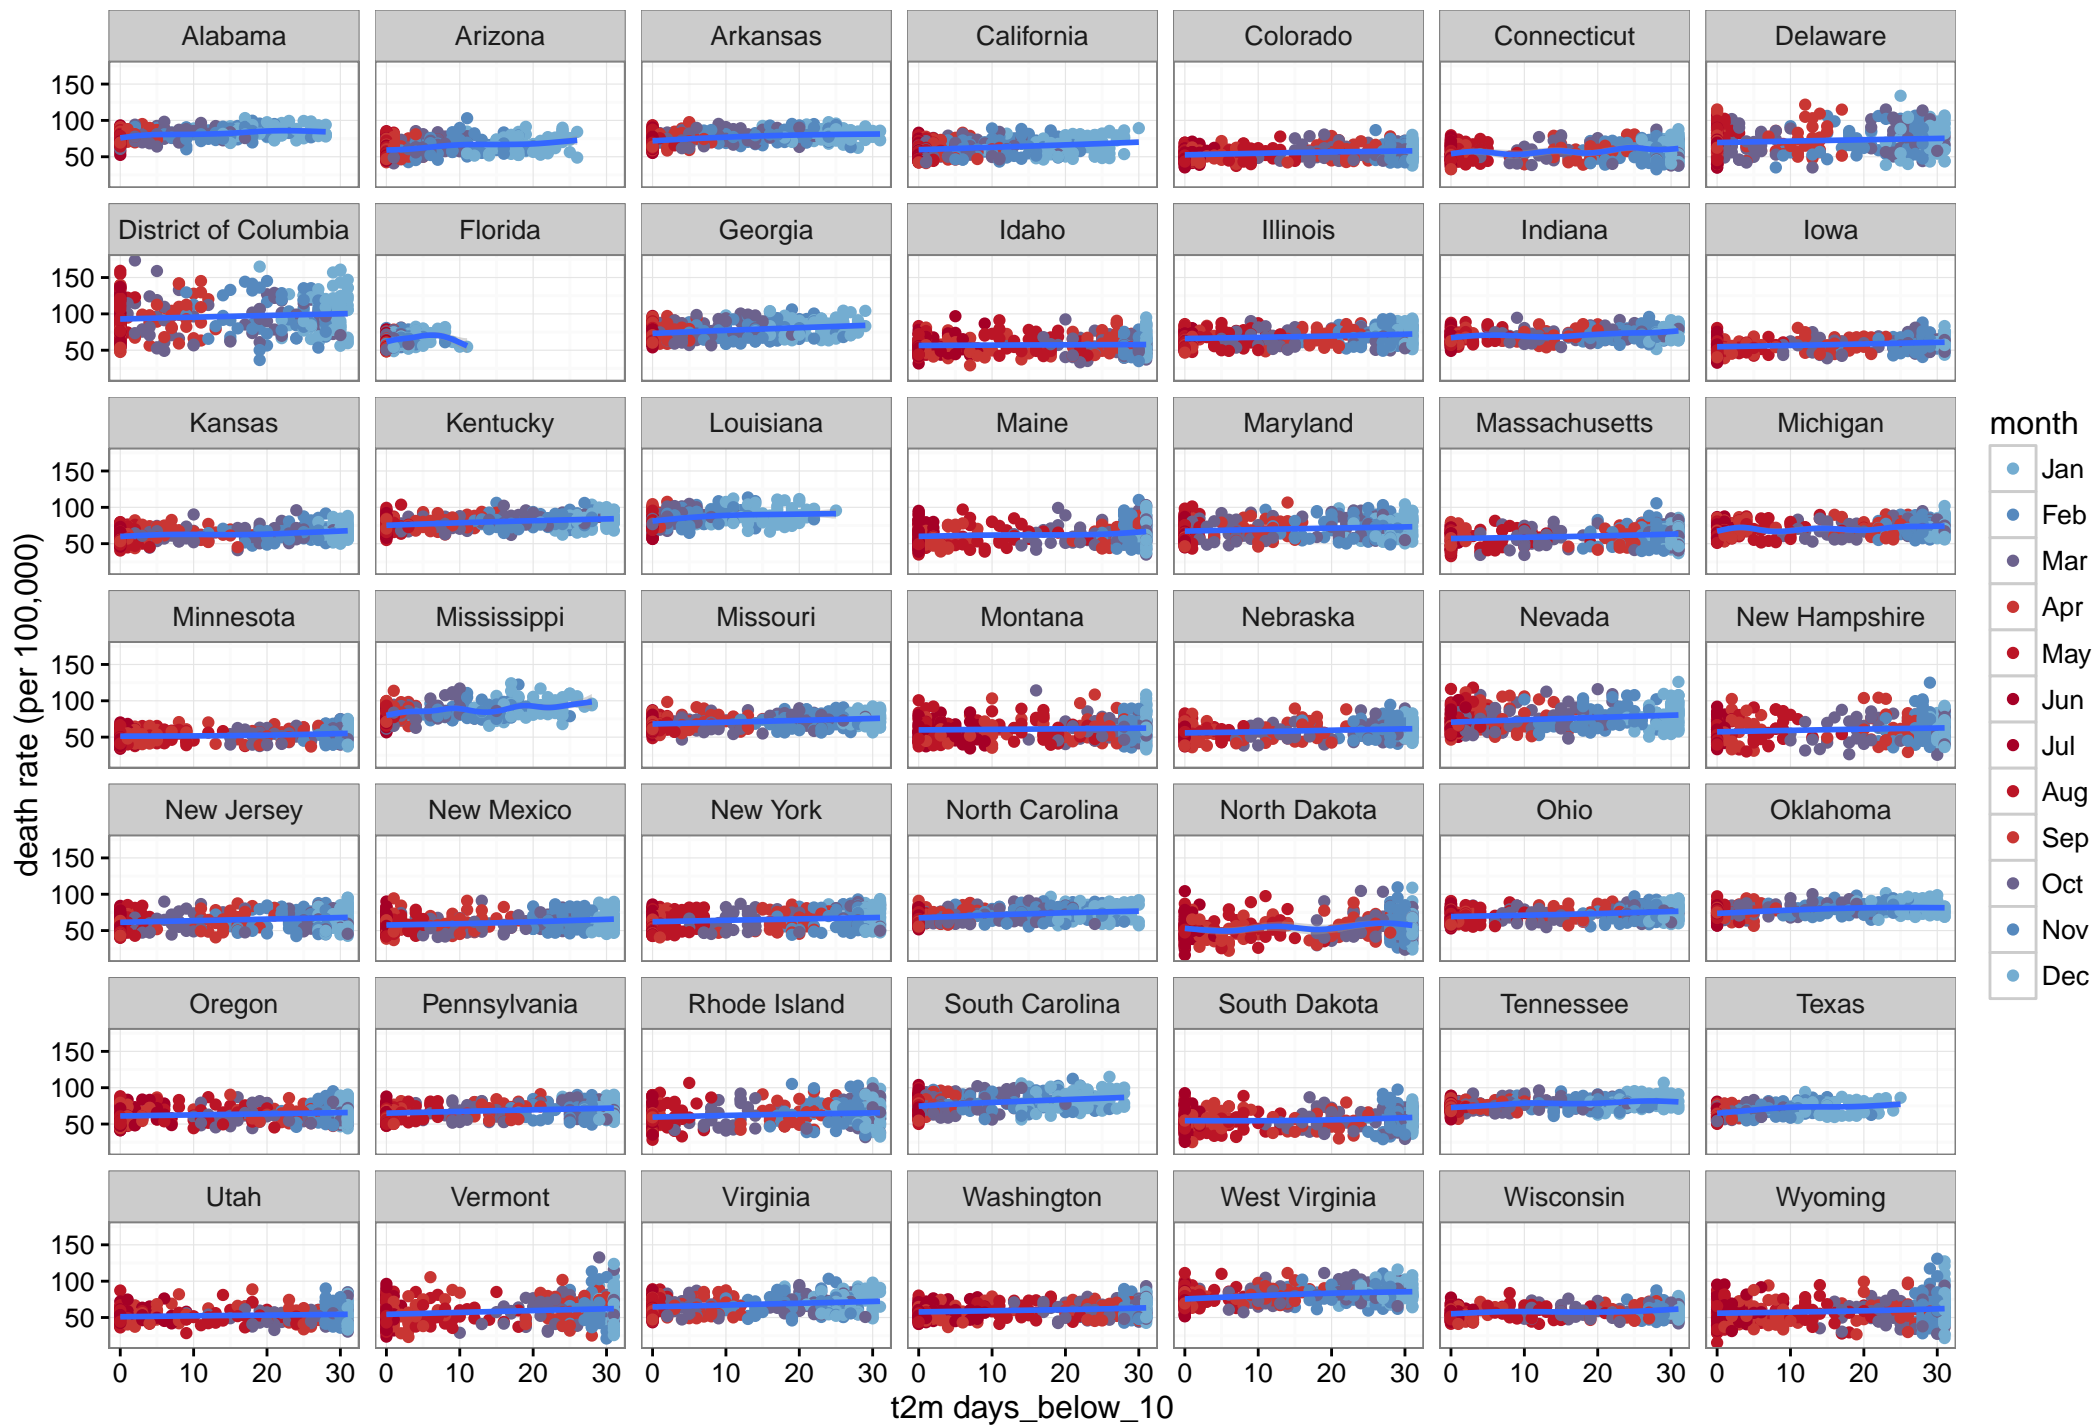 Alabama Arizona Arkansas California Colorado Connecticut Delaware
150
100
50
District of Columbia Florida Georgia Idaho Illinois Indiana Iowa
150
100
50
Kansas Kentucky Louisiana Maine Maryland Massachusetts Michigan
150
100
50
Minnesota Mississippi Missouri Montana Nebraska Nevada New Hampshire
150
100
50
New Jersey New Mexico New York North Carolina North Dakota Ohio Oklahoma
150
100
50
Oregon Pennsylvania Rhode Island South Carolina South Dakota Tennessee Texas
150
100
50
Utah Vermont Virginia Washington West Virginia Wisconsin Wyoming
150
100
50
0 10 20 30 0 10 20 30 0 10 20 30 0 10 20 30 0 10 20 30 0 10 20 30 0 10 20 30
t2m days_below_10
death rate (per 100,000)
month
Jan
Feb
Mar
Apr
May
Jun
Jul
Aug
Sep
Oct
Nov
Dec